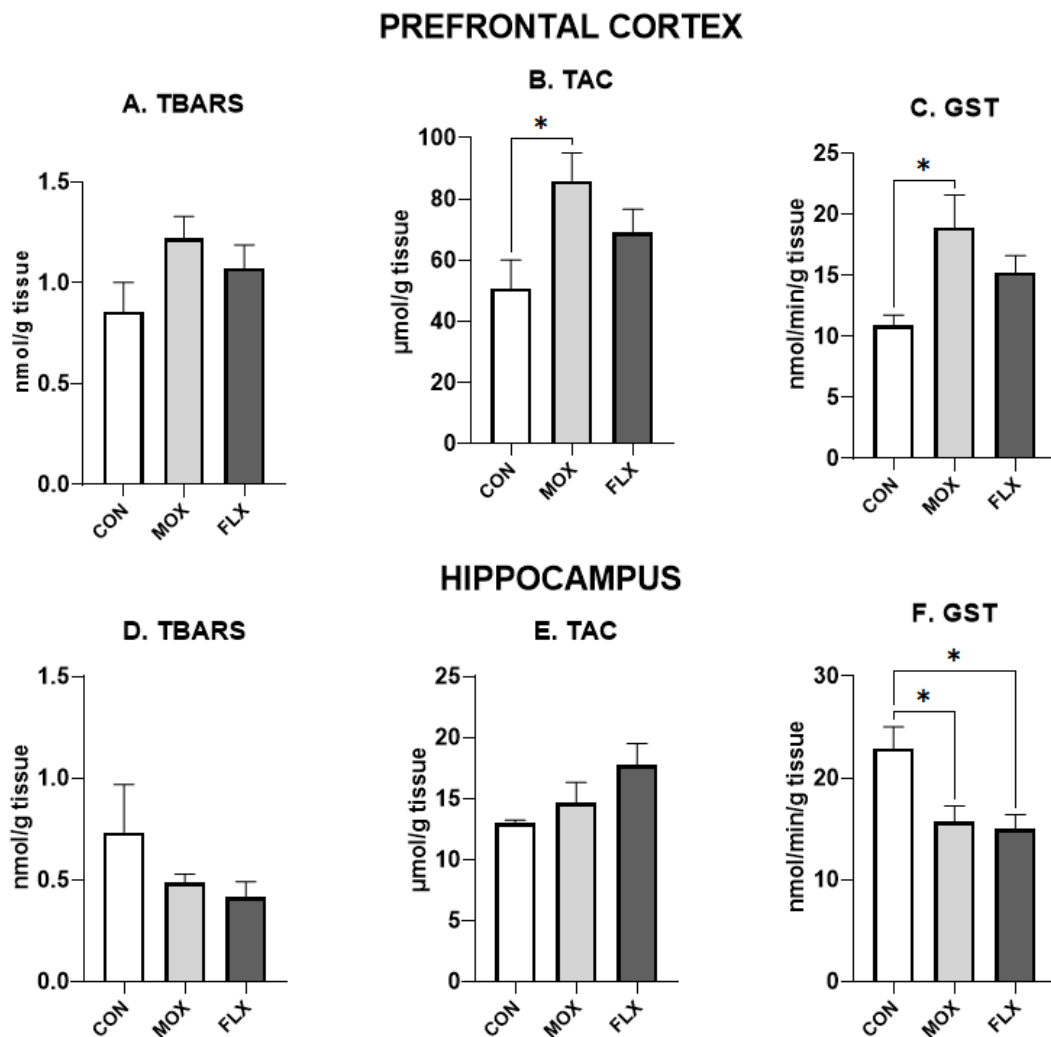 PREFRONTAL CORTEX
A. TBARS
nmol/g tissue
1.5
1.0
0.5
0.0
CON
MOX
FLX
B. TAC
µmol/g tissue
100
80
60
40
20
0
*
CON
MOX
FLX
C. GST
nmol/min/g tissue
25
20
15
10
5
0
*
CON
MOX
FLX
HIPPOCAMPUS
D. TBARS
nmol/g tissue
1.5
1.0
0.5
0.0
CON
MOX
FLX
E. TAC
µmol/g tissue
25
20
15
10
5
0
CON
MOX
FLX
F. GST
nmol/min/g tissue
30
20
10
0
*
*
CON
MOX
FLX